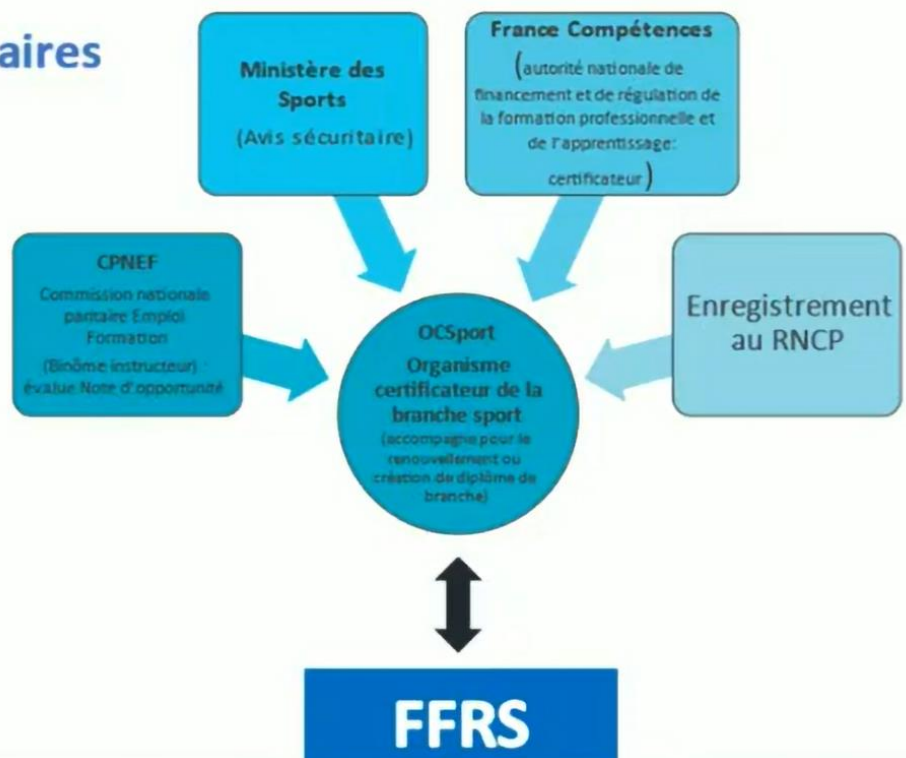 aires
Ministère des
Sports
(Avis sécuritaire)
France Compétences
(autorité nationale de
financement et de régulation de
la formation professionnelle et
de l'apprentissage:
certificateur)
CPNEF
Commission nationale
paritaire Emploi
Formation
(Binôme instructeur)
évalue Note d'opportunité
OCSport
Organisme
certificateur de la
branche sport
(accompagne pour le
renouvellement ou
création de diplôme de
branche)
Enregistrement
au RNCP
FFRS